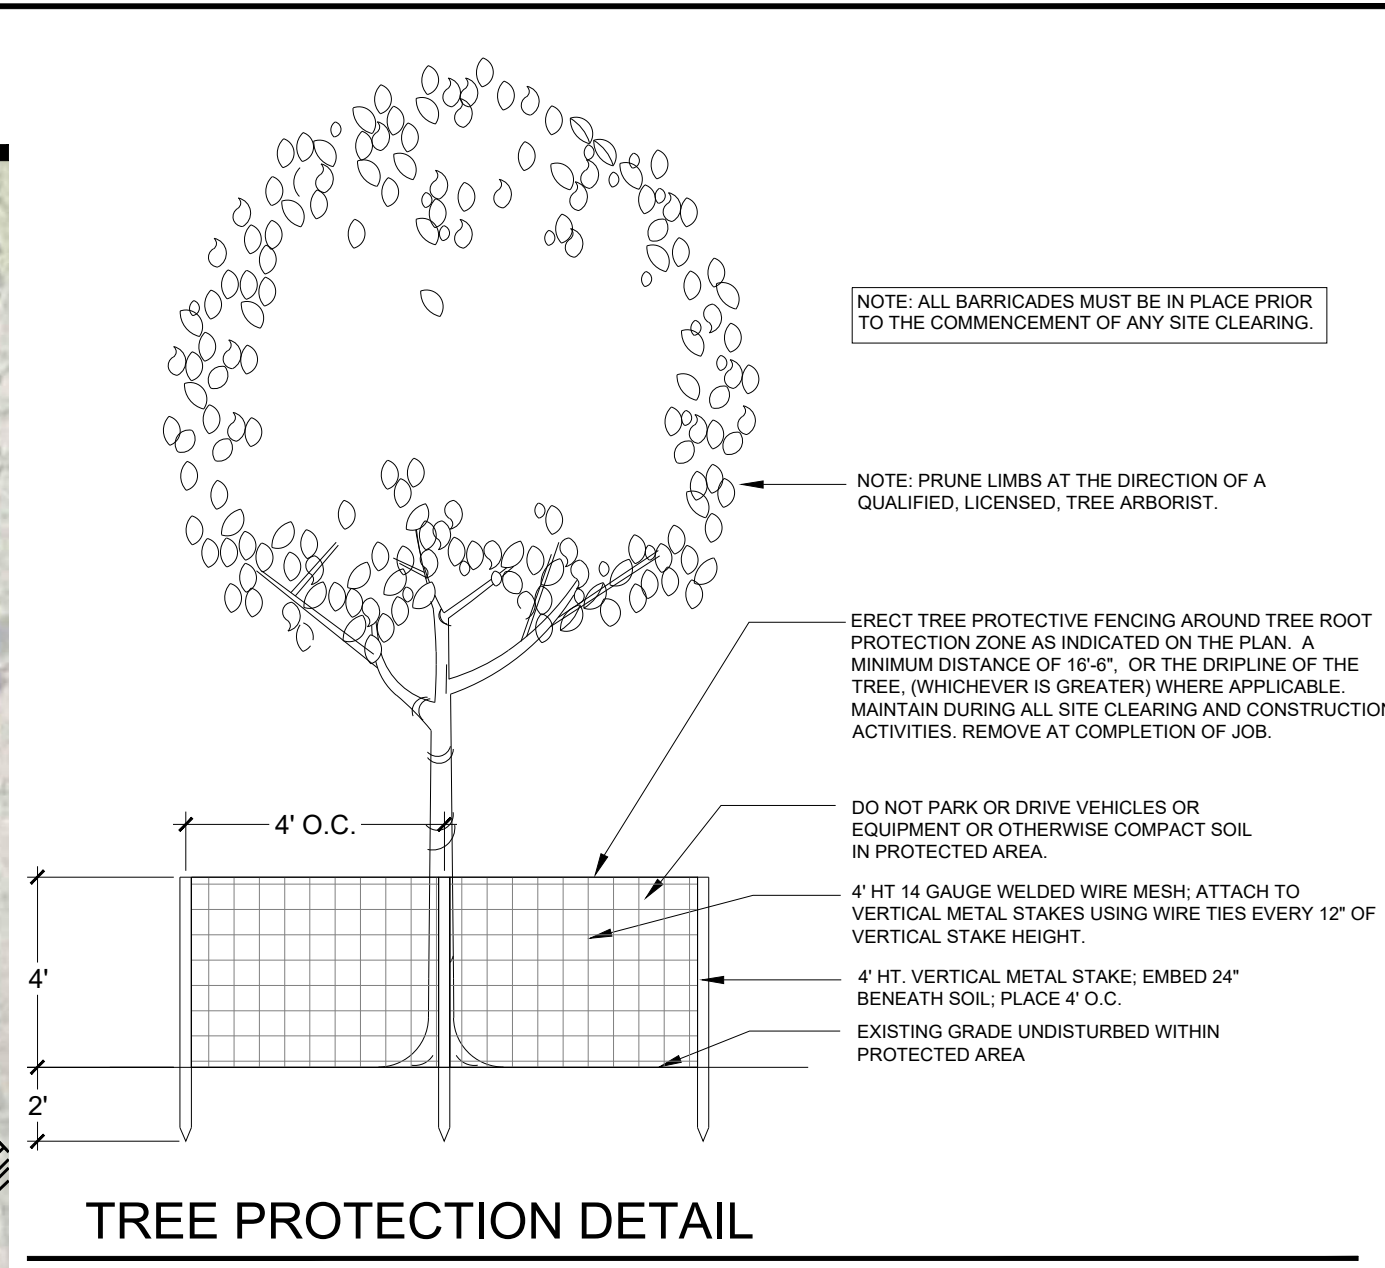 NOTE: ALL BARRICADES MUST BE IN PLACE PRIOR
TO THE COMMENCEMENT OF ANY SITE CLEARING.
NOTE: PRUNE LIMBS AT THE DIRECTION OF A
QUALIFIED, LICENSED, TREE ARBORIST.
ERECT TREE PROTECTIVE FENCING AROUND TREE ROOT
PROTECTION ZONE AS INDICATED ON THE PLAN. A
MINIMUM DISTANCE OF 16'-6", OR THE DRIPLINE OF THE
TREE, (WHICHEVER IS GREATER) WHERE APPLICABLE.
MAINTAIN DURING ALL SITE CLEARING AND CONSTRUCTION
ACTIVITIES. REMOVE AT COMPLETION OF JOB.
4' O.C.
DO NOT PARK OR DRIVE VEHICLES OR
EQUIPMENT OR OTHERWISE COMPACT SOIL
IN PROTECTED AREA.
4' HT 14 GAUGE WELDED WIRE MESH; ATTACH TO
VERTICAL METAL STAKES USING WIRE TIES EVERY 12" OF
VERTICAL STAKE HEIGHT.
4'
4' HT. VERTICAL METAL STAKE; EMBED 24"
BENEATH SOIL; PLACE 4' O.C.
EXISTING GRADE UNDISTURBED WITHIN
PROTECTED AREA
2'
TREE PROTECTION DETAIL